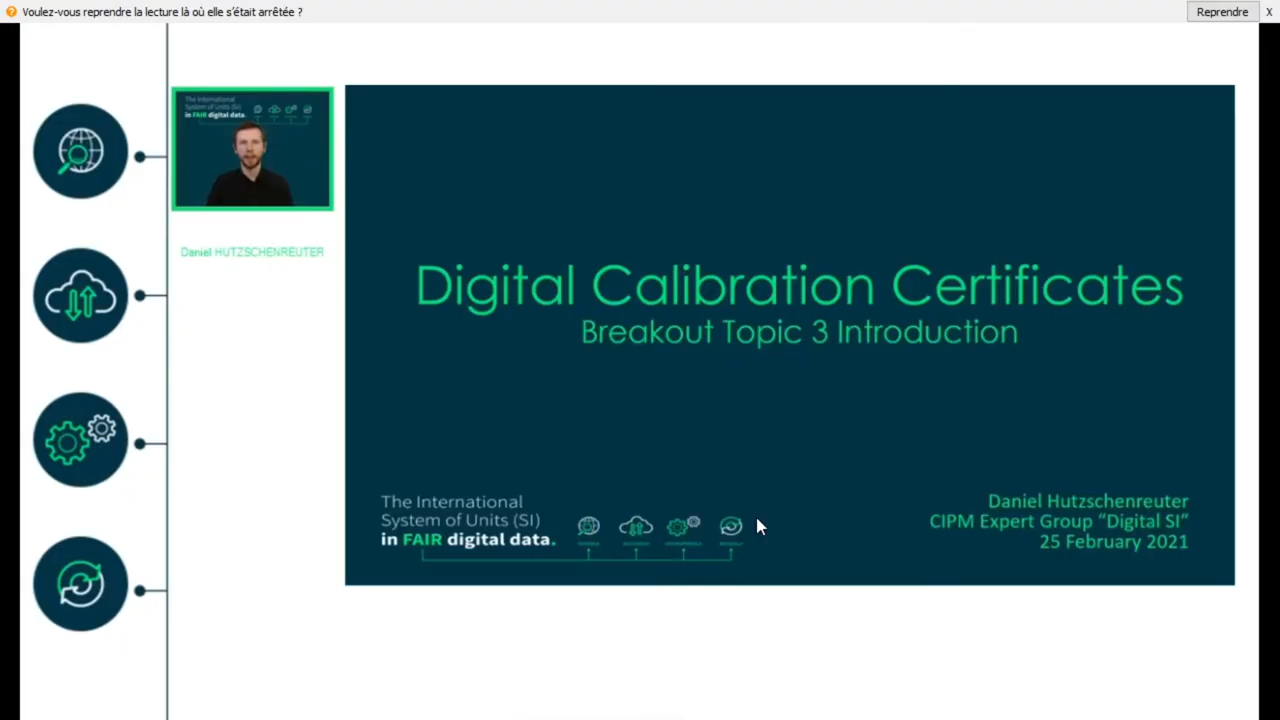 Voulez-vous reprendre la lecture là où elle s'était arrêtée ?
Reprendre
X
The International
System of Units (SI)
in FAIR digital data.
Daniel HUTZSCHENREUTER
Digital Calibration Certificates
Breakout Topic 3 Introduction
The International
System of Units (SI)
in FAIR digital data.
Daniel Hutzschenreuter
CIPM Expert Group "Digital SI"
25 February 2021